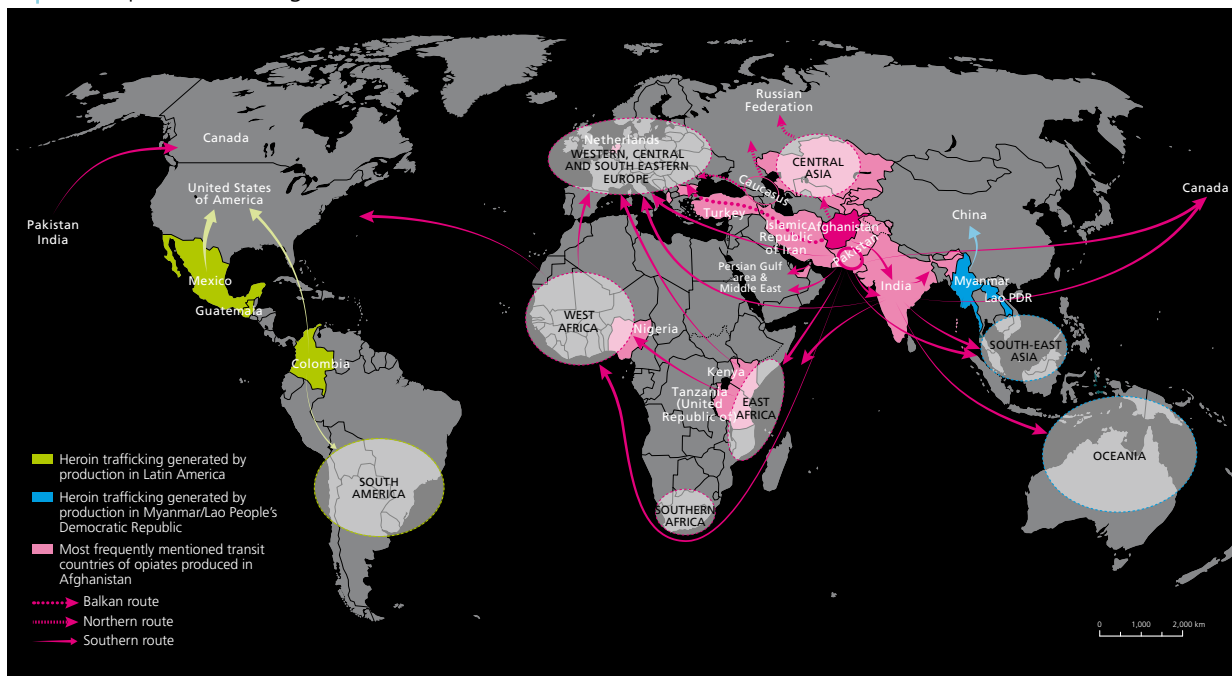 Russian
Federation
Canada
Netherlands
WESTERN, CENTRAL
AND SOUTH EASTERN
EUROPE
CENTRAL
ASIA
United States
of America
Caucasus
Canada
Pakistan
India
Turkey
Islamic
Republic
of Iran
Afghanistan
China
Pakistan
Mexico
Persian Gulf
area &
Middle East
India
Myanmar
Lao PDR
Guatemala
WEST
AFRICA
Nigeria
SOUTH-EAST
ASIA
Colombia
Kenya
Tanzania
(United
Republic of
EAST
AFRICA
OCEANIA
SOUTH
AMERICA
SOUTHERN
AFRICA
Heroin trafficking generated by
production in Latin America
Heroin trafficking generated by
production in Myanmar/Lao People's
Democratic Republic
Most frequently mentioned transit
countries of opiates produced in
Afghanistan
Balkan route
Northern route
Southern route
0 1,000 2,000 km